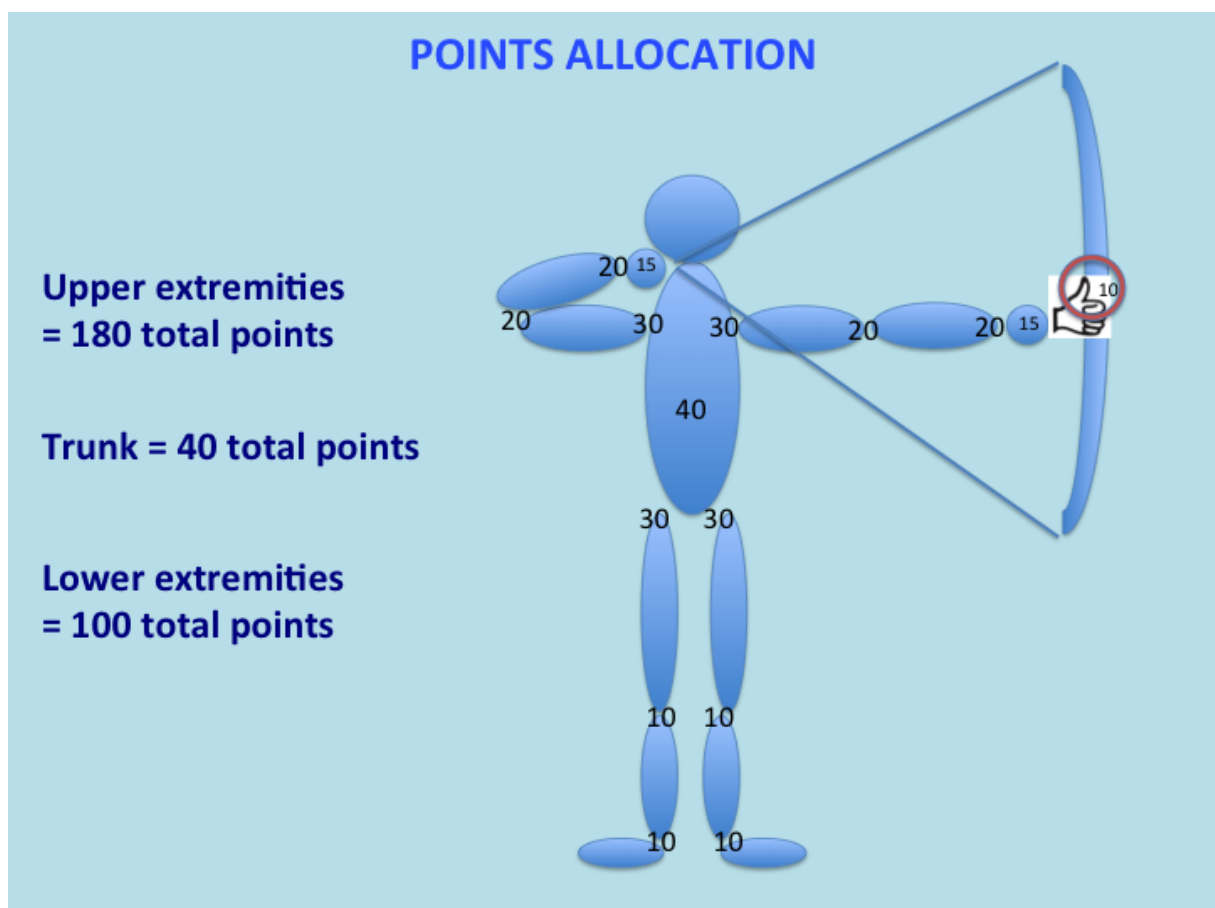 POINTS ALLOCATION
Upper extremities
= 180 total points
Trunk = 40 total points
Lower extremities
= 100 total points
20 15
10
20 30 30 20 20 15
40
30 30
10 10
10 10